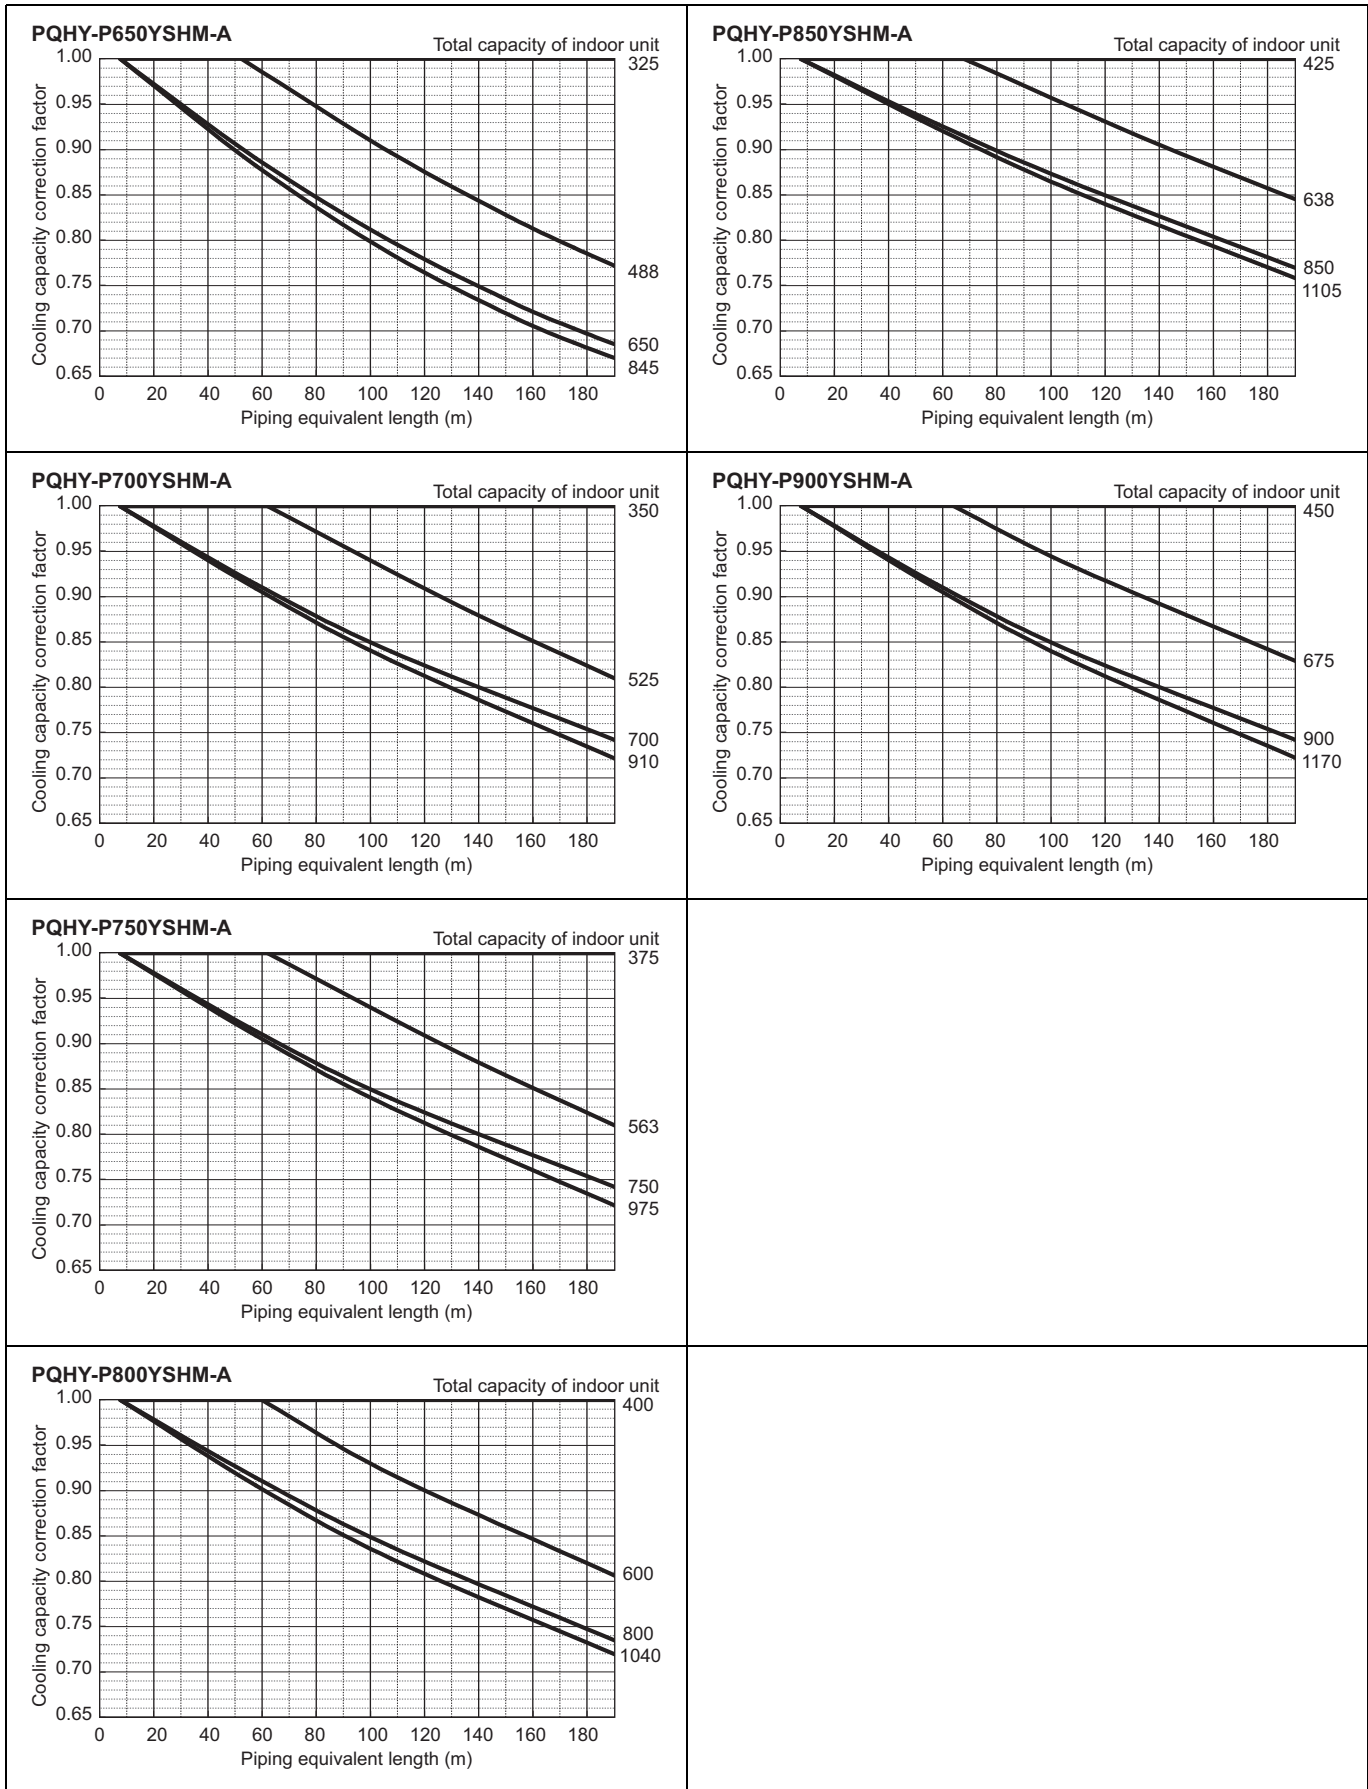 PQHY-P650YSHM-A
Total capacity of indoor unit
Cooling capacity correction factor
1.00
0.95
0.90
0.85
0.80
0.75
0.70
0.65
325
488
650
845
0 20 40 60 80 100 120 140 160 180
Piping equivalent length (m)
PQHY-P850YSHM-A
Total capacity of indoor unit
Cooling capacity correction factor
1.00
0.95
0.90
0.85
0.80
0.75
0.70
0.65
425
638
850
1105
0 20 40 60 80 100 120 140 160 180
Piping equivalent length (m)
PQHY-P700YSHM-A
Total capacity of indoor unit
Cooling capacity correction factor
1.00
0.95
0.90
0.85
0.80
0.75
0.70
0.65
350
525
700
910
0 20 40 60 80 100 120 140 160 180
Piping equivalent length (m)
PQHY-P900YSHM-A
Total capacity of indoor unit
Cooling capacity correction factor
1.00
0.95
0.90
0.85
0.80
0.75
0.70
0.65
450
675
900
1170
0 20 40 60 80 100 120 140 160 180
Piping equivalent length (m)
PQHY-P750YSHM-A
Total capacity of indoor unit
Cooling capacity correction factor
1.00
0.95
0.90
0.85
0.80
0.75
0.70
0.65
375
563
750
975
0 20 40 60 80 100 120 140 160 180
Piping equivalent length (m)
PQHY-P800YSHM-A
Total capacity of indoor unit
Cooling capacity correction factor
1.00
0.95
0.90
0.85
0.80
0.75
0.70
0.65
400
600
800
1040
0 20 40 60 80 100 120 140 160 180
Piping equivalent length (m)